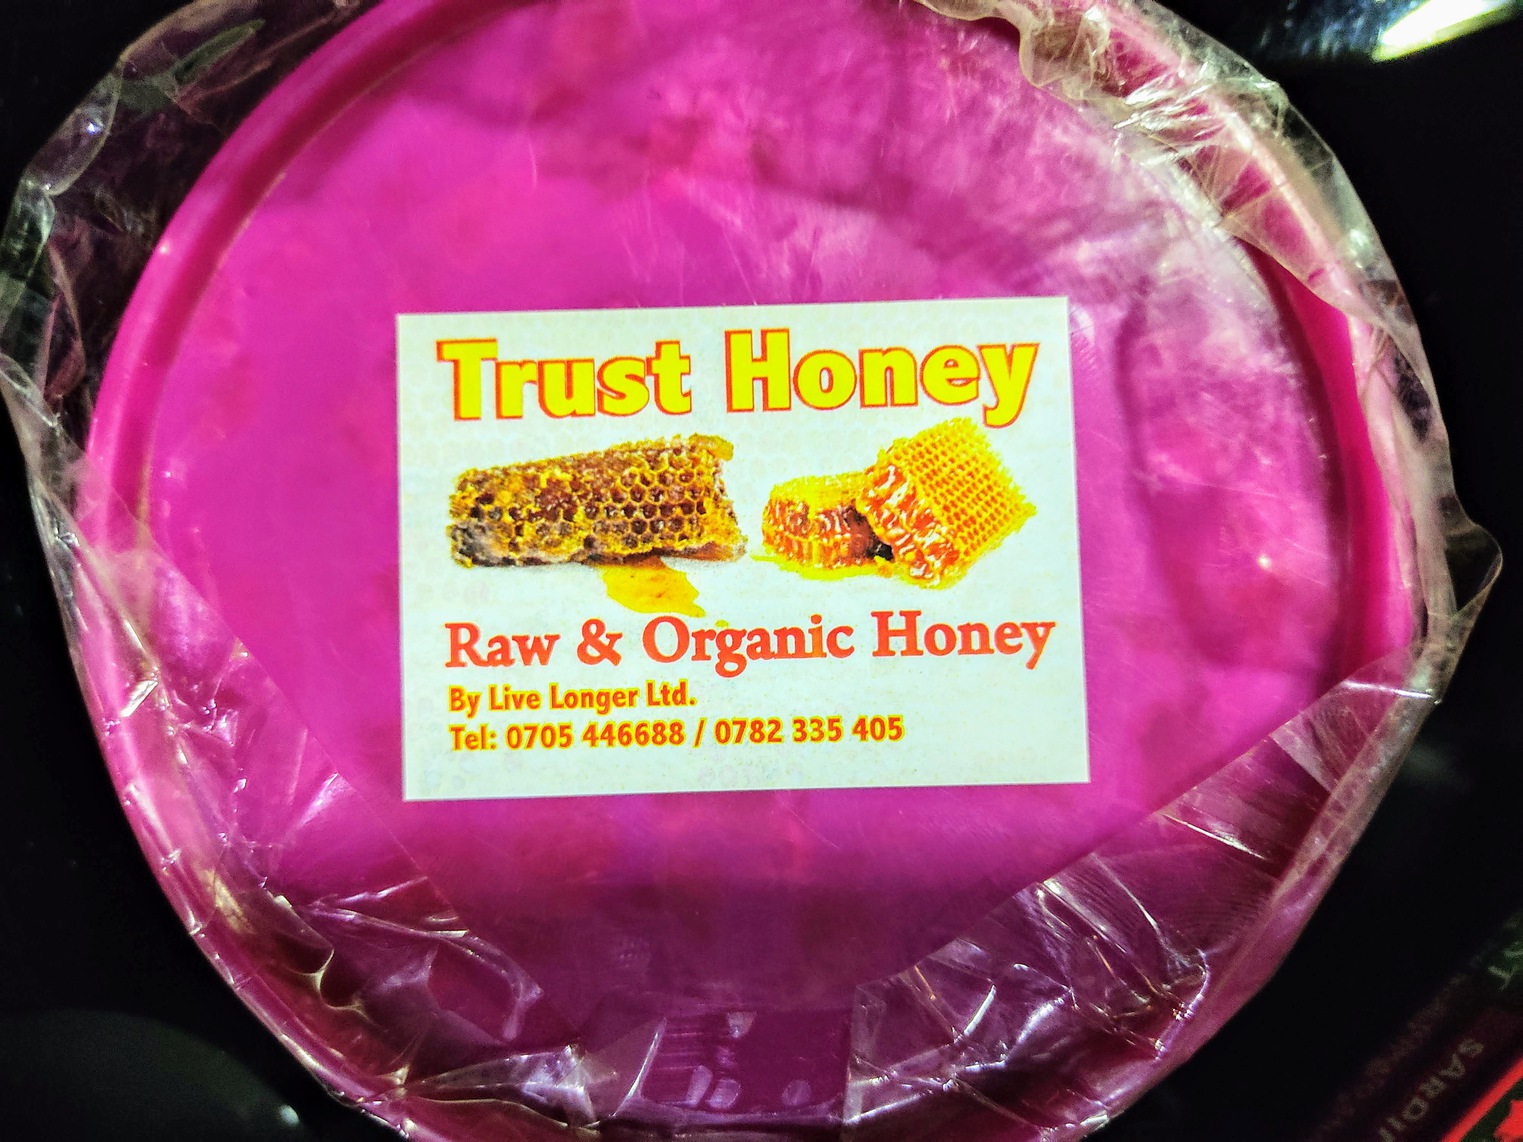 Trust Honey
Raw & Organic Honey
By Live Longer Ltd.
Tel: 0705 446688 / 0782 335 405